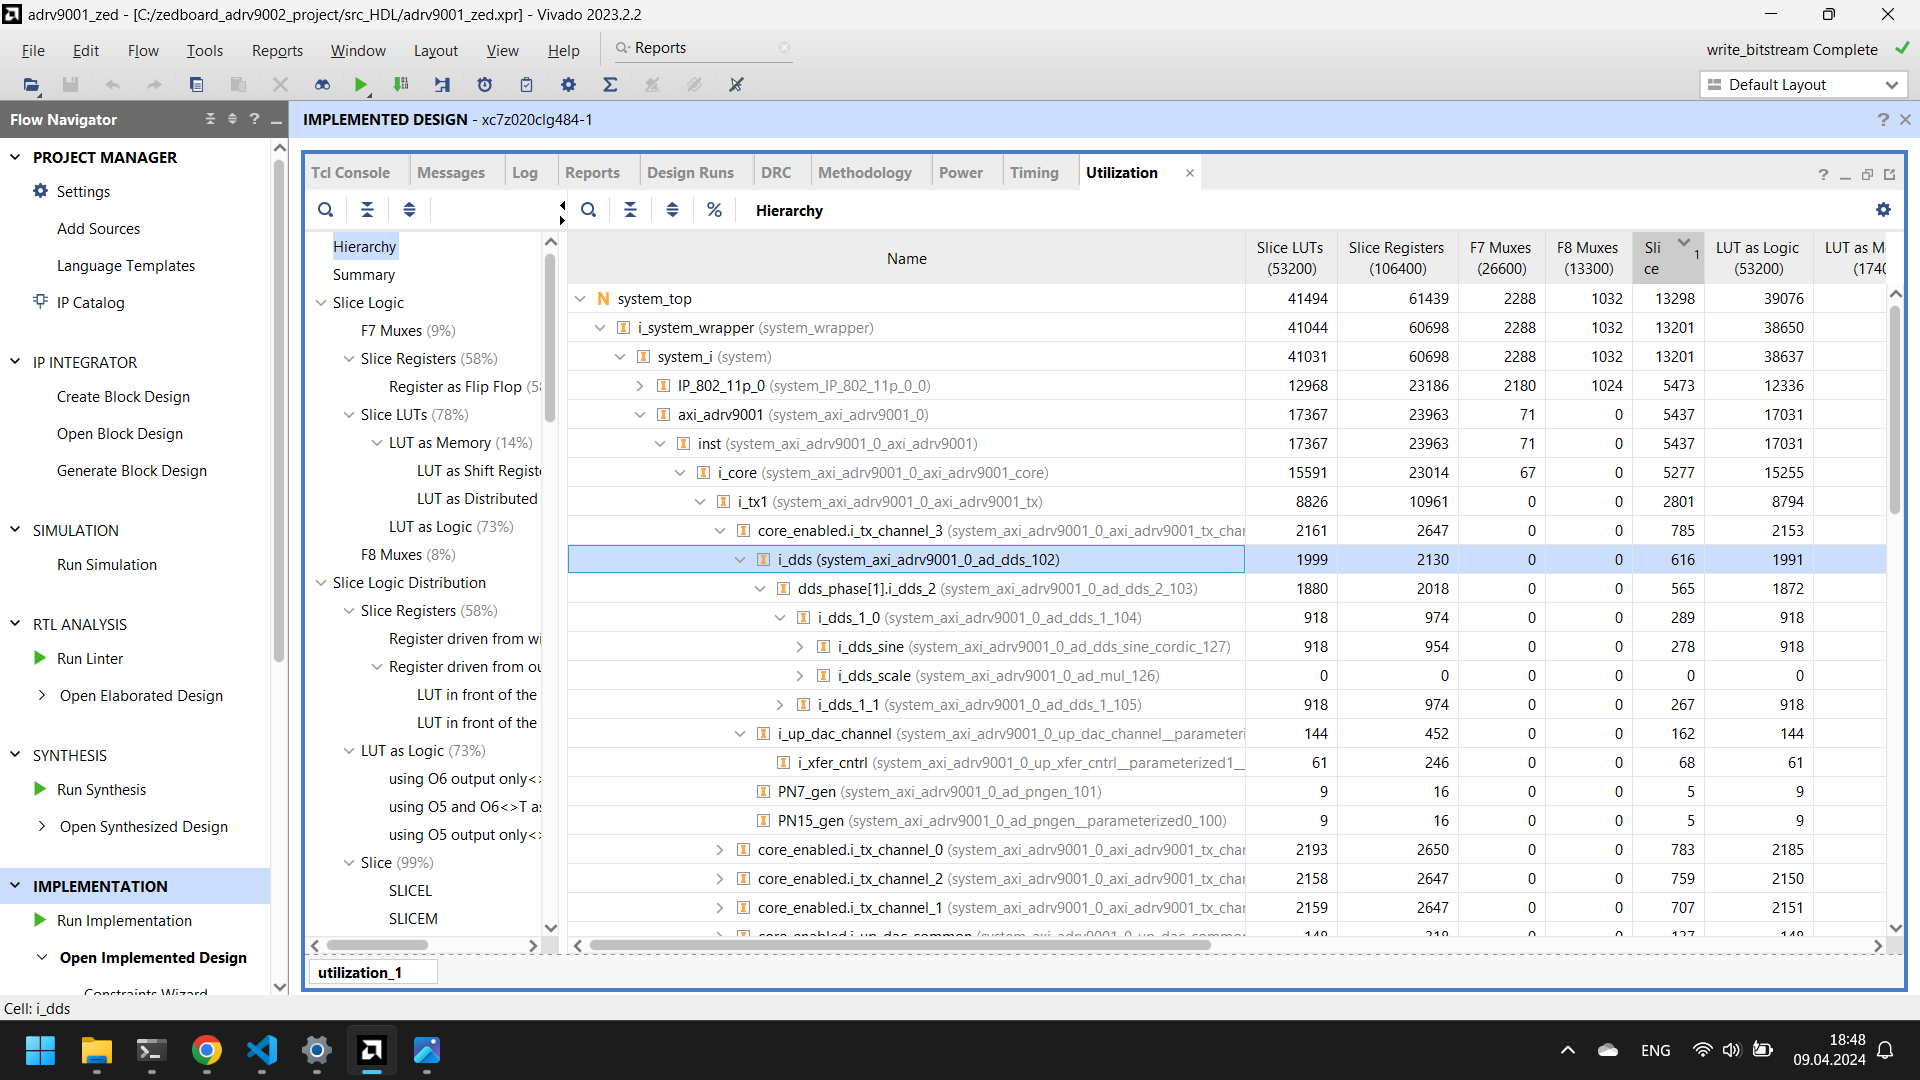 adrv9001_zed - [C:/zedboard_adrv9002_project/src_HDL/adrv9001_zed.xpr] - Vivado 2023.2.2
File Edit Flow Tools Reports Window Layout View Help Reports
write_bitstream Complete
Default Layout
Flow Navigator
IMPLEMENTED DESIGN - xc7z020clg484-1
PROJECT MANAGER
Settings
Add Sources
Language Templates
IP Catalog
IP INTEGRATOR
Create Block Design
Open Block Design
Generate Block Design
SIMULATION
Run Simulation
RTL ANALYSIS
Run Linter
Open Elaborated Design
SYNTHESIS
Run Synthesis
Open Synthesized Design
IMPLEMENTATION
Run Implementation
Open Implemented Design
Constraints Wizard
Tcl Console Messages Log Reports Design Runs DRC Methodology Power Timing Utilization
Hierarchy
Hierarchy
Summary
Slice Logic
F7 Muxes (9%)
Slice Registers (58%)
Register as Flip Flop (5
Slice LUTs (78%)
LUT as Memory (14%)
LUT as Shift Regist
LUT as Distributed
LUT as Logic (73%)
F8 Muxes (8%)
Slice Logic Distribution
Slice Registers (58%)
Register driven from wi
Register driven from ou
LUT in front of the
LUT in front of the
LUT as Logic (73%)
using O6 output only<>
using O5 and O6<>T as
using O5 output only<>
Slice (99%)
SLICEL
SLICEM
Name Slice LUTs (53200) Slice Registers (106400) F7 Muxes (26600) F8 Muxes (13300) Slice 1 LUT as Logic (53200) LUT as M (1740
system_top 41494 61439 2288 1032 13298 39076
i_system_wrapper (system_wrapper) 41044 60698 2288 1032 13201 38650
system_i (system) 41031 60698 2288 1032 13201 38637
IP_802_11p_0 (system_IP_802_11p_0_0) 12968 23186 2180 1024 5473 12336
axi_adrv9001 (system_axi_adrv9001_0) 17367 23963 71 0 5437 17031
inst (system_axi_adrv9001_0_axi_adrv9001) 17367 23963 71 0 5437 17031
i_core (system_axi_adrv9001_0_axi_adrv9001_core) 15591 23014 67 0 5277 15255
i_tx1 (system_axi_adrv9001_0_axi_adrv9001_tx) 8826 10961 0 0 2801 8794
core_enabled.i_tx_channel_3 (system_axi_adrv9001_0_axi_adrv9001_tx_char 2161 2647 0 0 785 2153
i_dds (system_axi_adrv9001_0_ad_dds_102) 1999 2130 0 0 616 1991
dds_phase[1].i_dds_2 (system_axi_adrv9001_0_ad_dds_2_103) 1880 2018 0 0 565 1872
i_dds_1_0 (system_axi_adrv9001_0_ad_dds_1_104) 918 974 0 0 289 918
i_dds_sine (system_axi_adrv9001_0_ad_dds_sine_cordic_127) 918 954 0 0 278 918
i_dds_scale (system_axi_adrv9001_0_ad_mul_126) 0 0 0 0 0 0
i_dds_1_1 (system_axi_adrv9001_0_ad_dds_1_105) 918 974 0 0 267 918
i_up_dac_channel (system_axi_adrv9001_0_up_dac_channel__parameteri 144 452 0 0 162 144
i_xfer_cntrl (system_axi_adrv9001_0_up_xfer_cntrl__parameterized1__ 61 246 0 0 68 61
PN7_gen (system_axi_adrv9001_0_ad_pngen_101) 9 16 0 0 5 9
PN15_gen (system_axi_adrv9001_0_ad_pngen__parameterized0_100) 9 16 0 0 5 9
core_enabled.i_tx_channel_0 (system_axi_adrv9001_0_axi_adrv9001_tx_char 2193 2650 0 0 783 2185
core_enabled.i_tx_channel_2 (system_axi_adrv9001_0_axi_adrv9001_tx_char 2158 2647 0 0 759 2150
core_enabled.i_tx_channel_1 (system_axi_adrv9001_0_axi_adrv9001_tx_char 2159 2647 0 0 707 2151
core_enabled.i_up_dac_common (system_axi_adrv9001_0_up_dac_commor 148 318 0 0 137 148
utilization_1
Cell: i_dds
ENG
18:48
09.04.2024